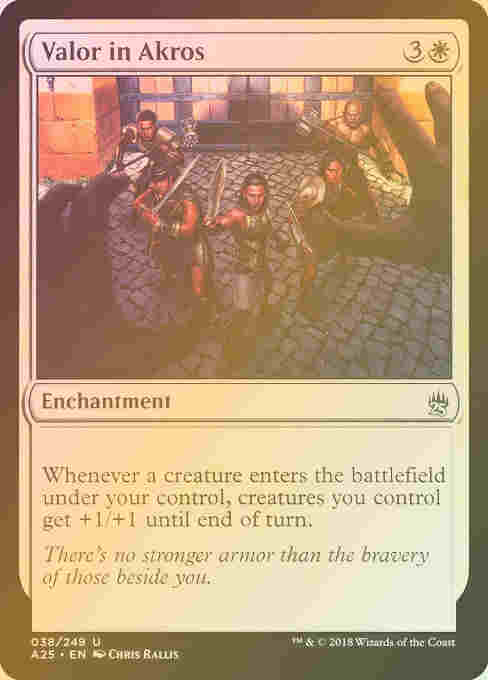 Valor in Akros 3
Enchantment
25
Whenever a creature enters the battlefield
under your control, creatures you control
get +1/+1 until end of turn.
There's no stronger armor than the bravery
of those beside you.
038/249 U
A25 • EN Chris Rallis
™ & © 2018 Wizards of the Coast